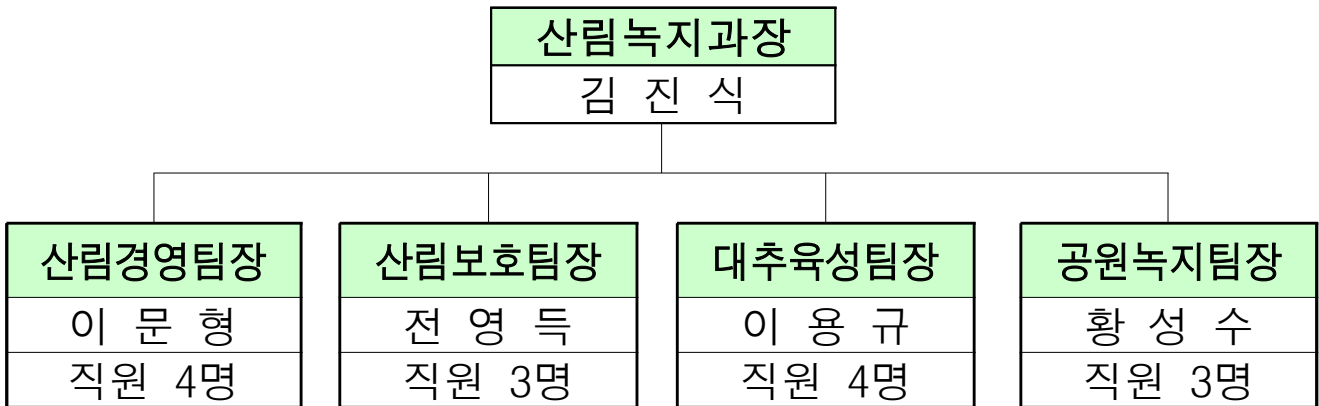 산림녹지과장
김 진 식
산림경영팀장 산림보호팀장 대추육성팀장 공원녹지팀장
이 문 형 전 영 득 이 용 규 황 성 수
직원 4명 직원 3명 직원 4명 직원 3명